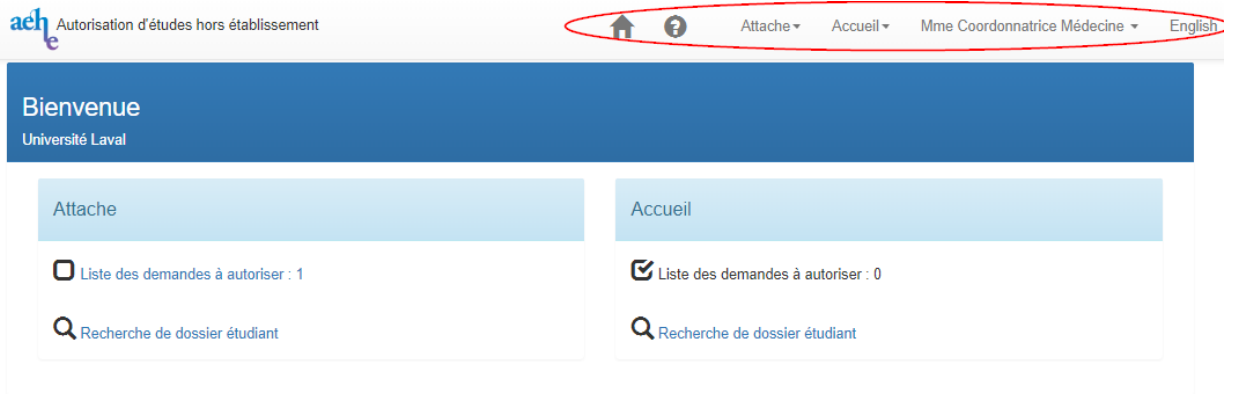 aehe Autorisation d'études hors établissement
Attache Accueil Mme Coordonnatrice Médecine English
Bienvenue
Université Laval
Attache
Liste des demandes à autoriser : 1
Recherche de dossier étudiant
Accueil
Liste des demandes à autoriser : 0
Recherche de dossier étudiant